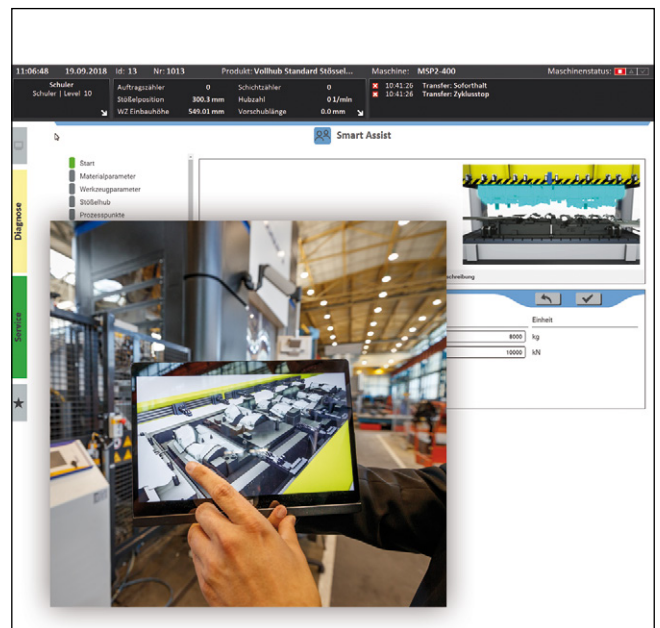 11:06:48 19.09.2018 Id: 13 Nr: 1013 Produkt: Vollhub Standard Stössel... Maschine: MSP2-400 Maschinenstatus:
Schuler
Schuler | Level 10
Auftragszähler 0 Schichtzähler 0
Stößelposition 300.3 mm Hubzahl 0 1/min
WZ Einbauhöhe 549.01 mm Vorschublänge 0.0 mm
10:41:26 Transfer: Soforthalt
10:41:26 Transfer: Zyklusstop
Smart Assist
Start
Materialparameter
Werkzeugparameter
Stößelhub
Prozesspunkte
Diagnose
Service
Einheit
8000 kg
10000 kN